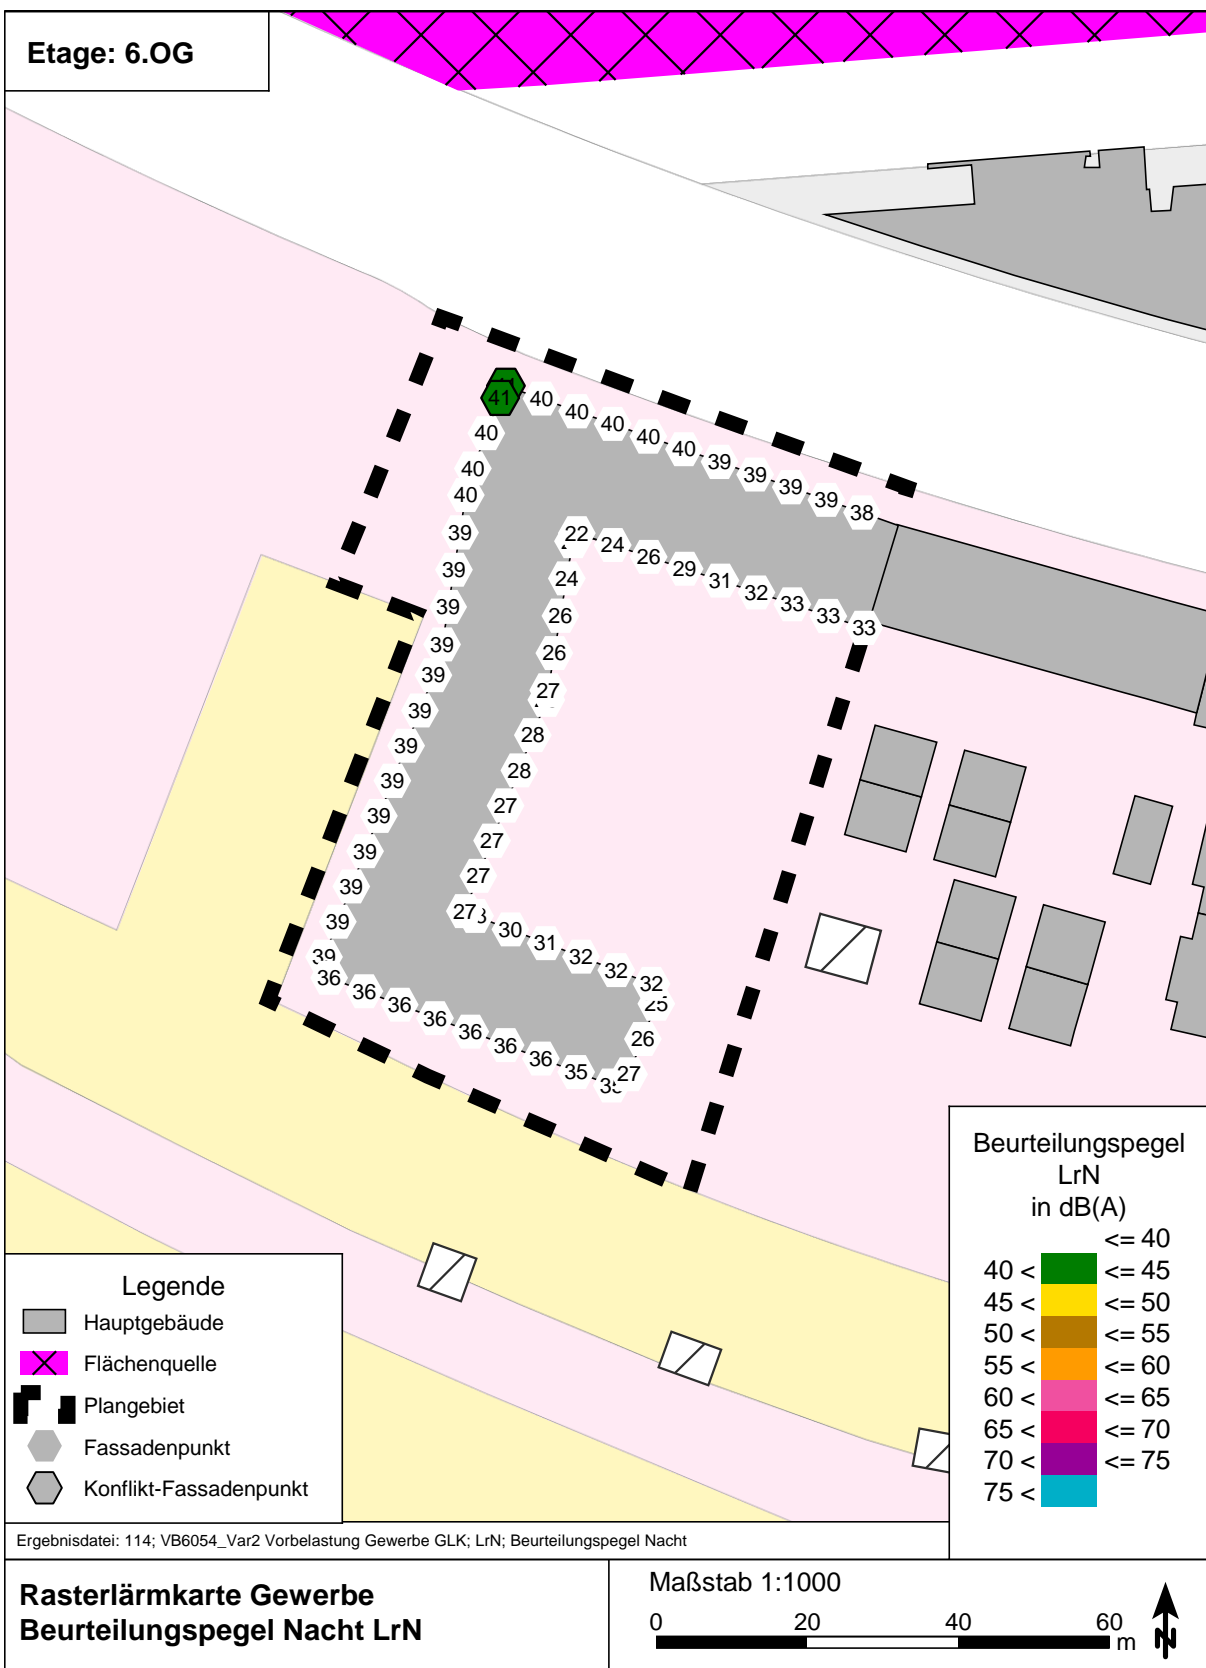 Etage: 6.OG
41
40 40 40 40 40 39 39 39 39 38
40
40
40
39
39
39
39
39
39
39
39
39
39
39
39
39
22 24 26 29 31 32 33 33 33
24
26
26
27
28
28
27
27
27
27 30 31 32 32 32
25
26
27
36 36 36 36 36 36 36 35
Beurteilungspegel
LrN
in dB(A)
<= 40
40 < <= 45
45 < <= 50
50 < <= 55
55 < <= 60
60 < <= 65
65 < <= 70
70 < <= 75
75 <
Legende
Hauptgebäude
Flächenquelle
Plangebiet
Fassadenpunkt
Konflikt-Fassadenpunkt
Ergebnisdatei: 114; VB6054_Var2 Vorbelastung Gewerbe GLK; LrN; Beurteilungspegel Nacht
Rasterlärmkarte Gewerbe
Beurteilungspegel Nacht LrN
Maßstab 1:1000
0 20 40 60
m
N